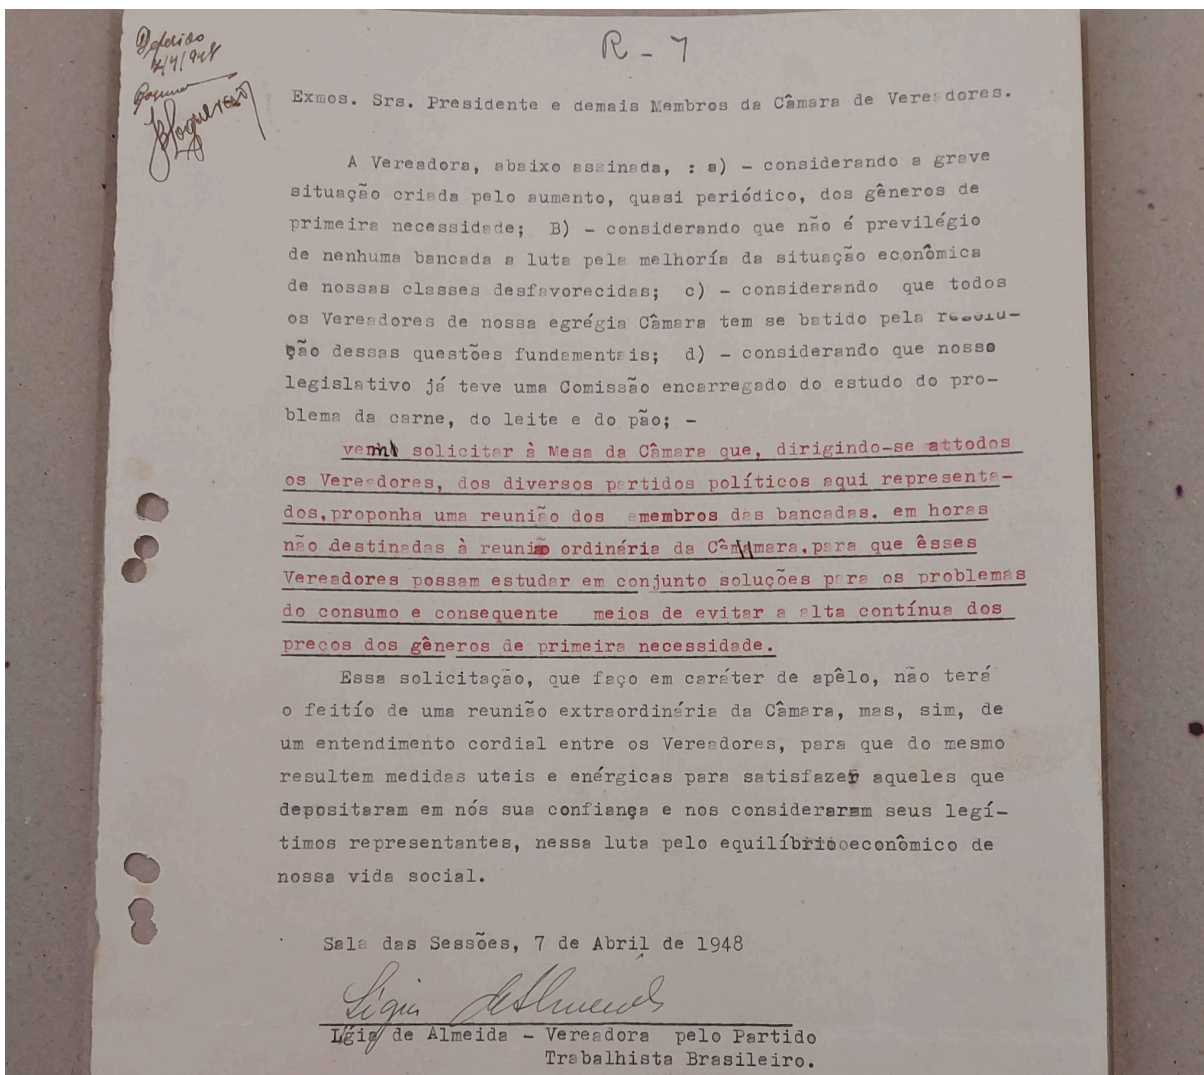 Deferido
7/4/948
R - 7
Exmos. Srs. Presidente e demais Membros da Câmara de Vereadores.
A Vereadora, abaixo assinada, : a) - considerando a grave
situação criada pelo aumento, quasi periódico, dos gêneros de
primeira necessidade; B) - considerando que não é previlégio
de nenhuma bancada a luta pela melhoría da situação econômica
de nossas classes desfavorecidas; c) - considerando que todos
os Vereadores de nossa egrégia Câmara tem se batido pela resolu-
ção dessas questões fundamentais; d) - considerando que nosso
legislativo já teve uma Comissão encarregado do estudo do pro-
blema da carne, do leite e do pão; -
venho solicitar à Mesa da Câmara que, dirigindo-se attodos
os Vereadores, dos diversos partidos políticos aqui representa-
dos, proponha uma reunião dos membros das bancadas. em horas
não destinadas à reunião ordinária da Câmara, para que êsses
Vereadores possam estudar em conjunto soluções para os problemas
do consumo e consequente meios de evitar a alta contínua dos
preços dos gêneros de primeira necessidade.
Essa solicitação, que faço em caráter de apêlo, não terá
o feitío de uma reunião extraordinária da Câmara, mas, sim, de
um entendimento cordial entre os Vereadores, para que do mesmo
resultem medidas uteis e enérgicas para satisfazer aqueles que
depositaram em nós sua confiança e nos consideraram seus legí-
timos representantes, nessa luta pelo equilíbrio econômico de
nossa vida social.
Sala das Sessões, 7 de Abril de 1948
Lígia de Almeida
Lígia de Almeida - Vereadora pelo Partido
Trabalhista Brasileiro.